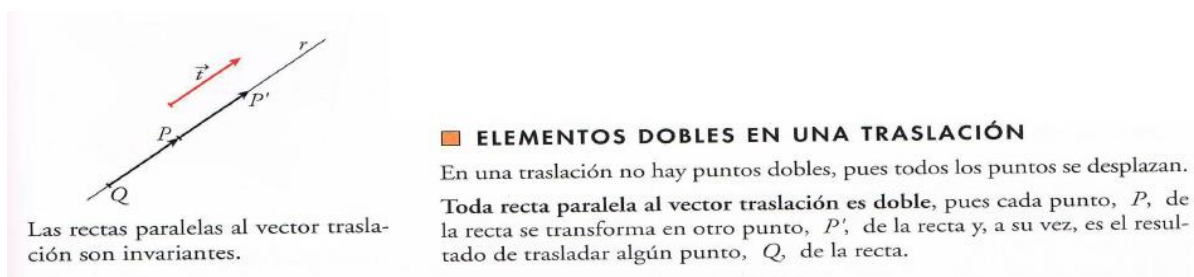 r
t
P'
P
Q
Las rectas paralelas al vector trasla-
ción son invariantes.
ELEMENTOS DOBLES EN UNA TRASLACIÓN
En una traslación no hay puntos dobles, pues todos los puntos se desplazan.
Toda recta paralela al vector traslación es doble, pues cada punto, P, de
la recta se transforma en otro punto, P', de la recta y, a su vez, es el resul-
tado de trasladar algún punto, Q, de la recta.